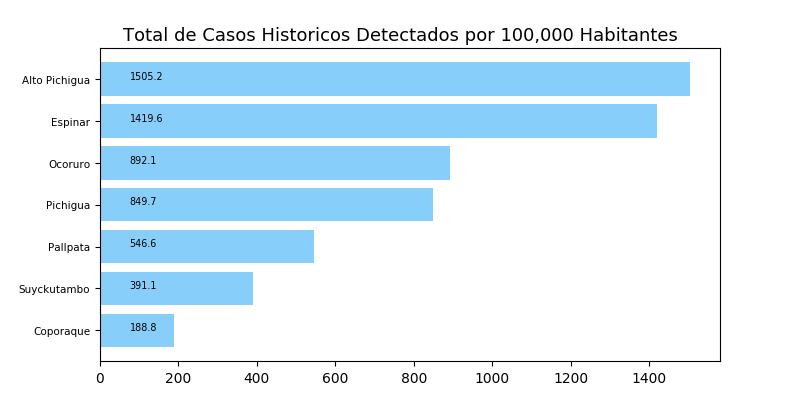 Total de Casos Historicos Detectados por 100,000 Habitantes
Alto Pichigua 1505.2
Espinar 1419.6
Ocoruro 892.1
Pichigua 849.7
Pallpata 546.6
Suyckutambo 391.1
Coporaque 188.8
0 200 400 600 800 1000 1200 1400